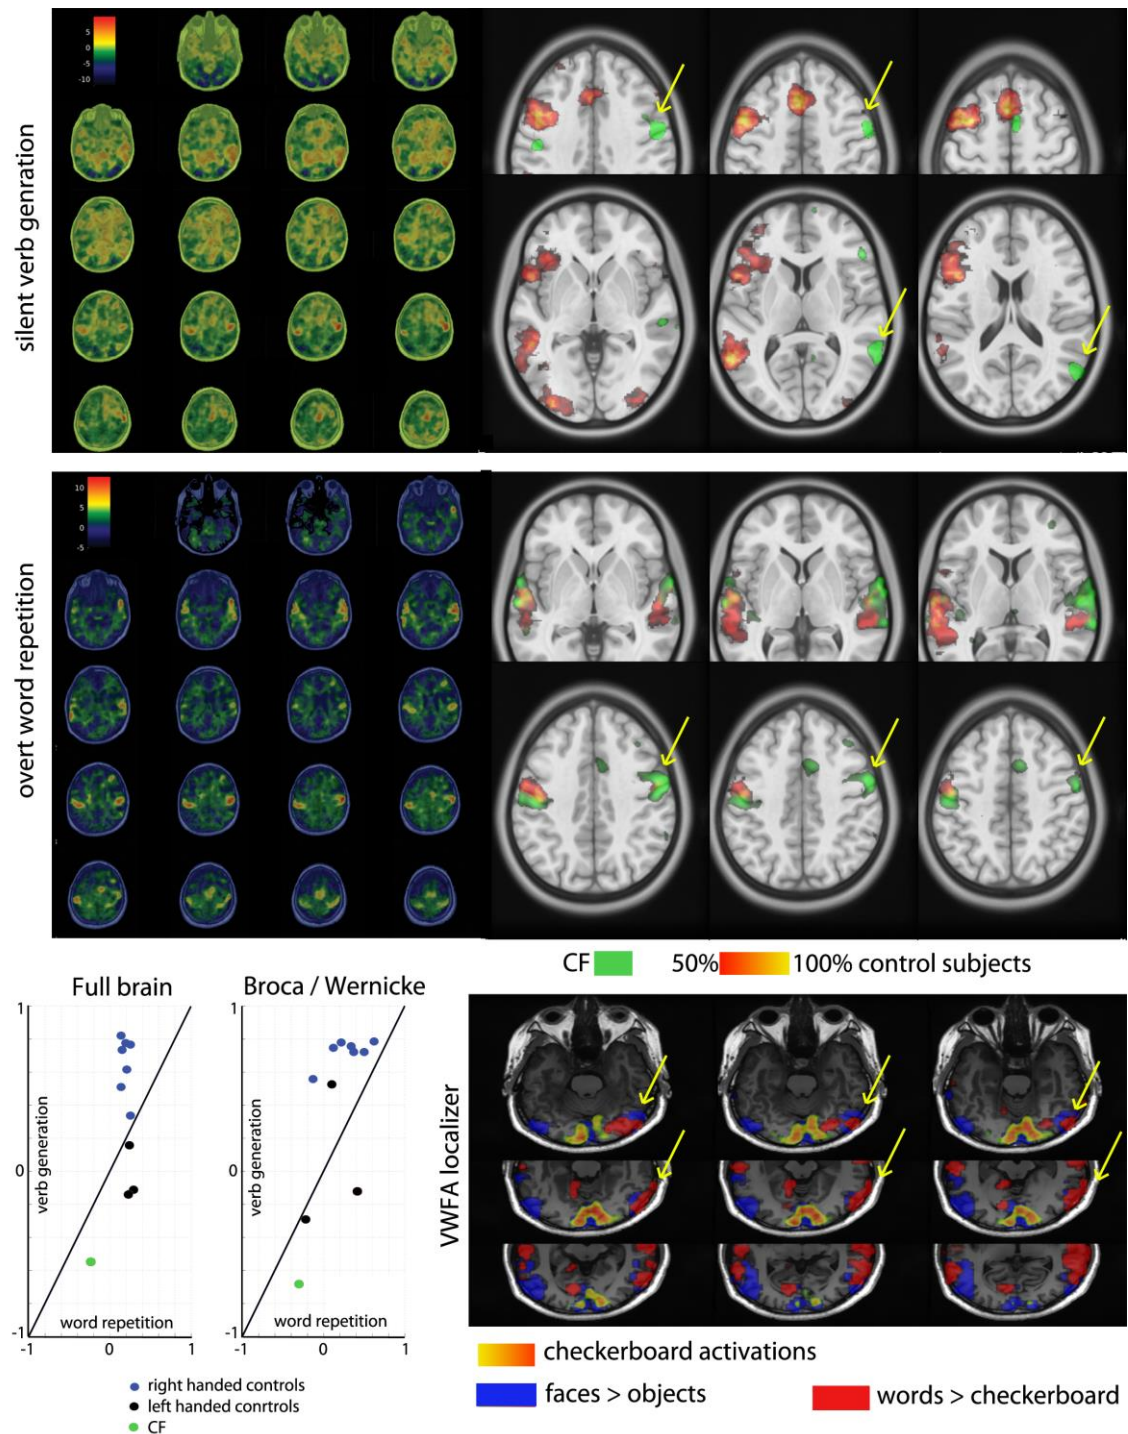 silent verb genration
5
0
-5
-10
overt word repetition
10
5
0
-5
CF
50%
100% control subjects
Full brain
1
verb generation
0
word repetition
-1
-1
0
1
Broca / Wernicke
1
verb generation
0
word repetition
-1
-1
0
1
right handed controls
left handed conrtrols
CF
VWFA localizer
checkerboard activations
faces > objects
words > checkerboard